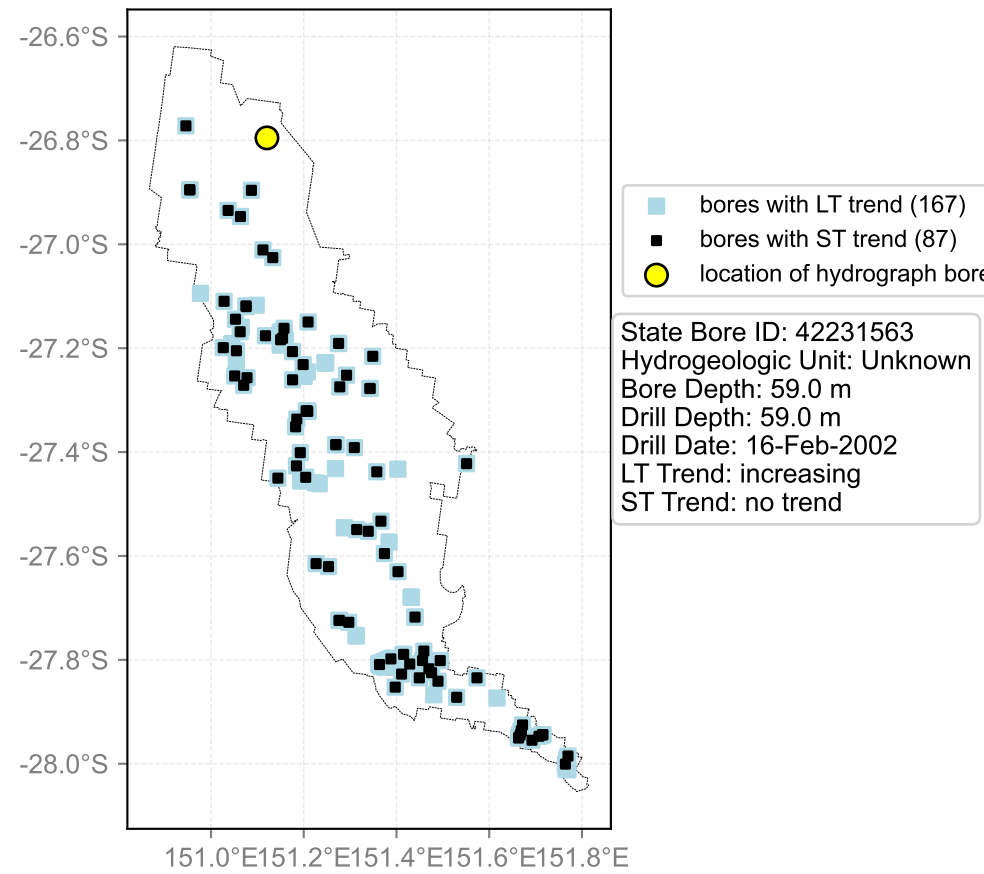 -26.6°S
-26.8°S
-27.0°S
-27.2°S
-27.4°S
-27.6°S
-27.8°S
-28.0°S
151.0°E151.2°E151.4°E151.6°E151.8°E
bores with LT trend (167)
bores with ST trend (87)
location of hydrograph bore
State Bore ID: 42231563
Hydrogeologic Unit: Unknown
Bore Depth: 59.0 m
Drill Depth: 59.0 m
Drill Date: 16-Feb-2002
LT Trend: increasing
ST Trend: no trend